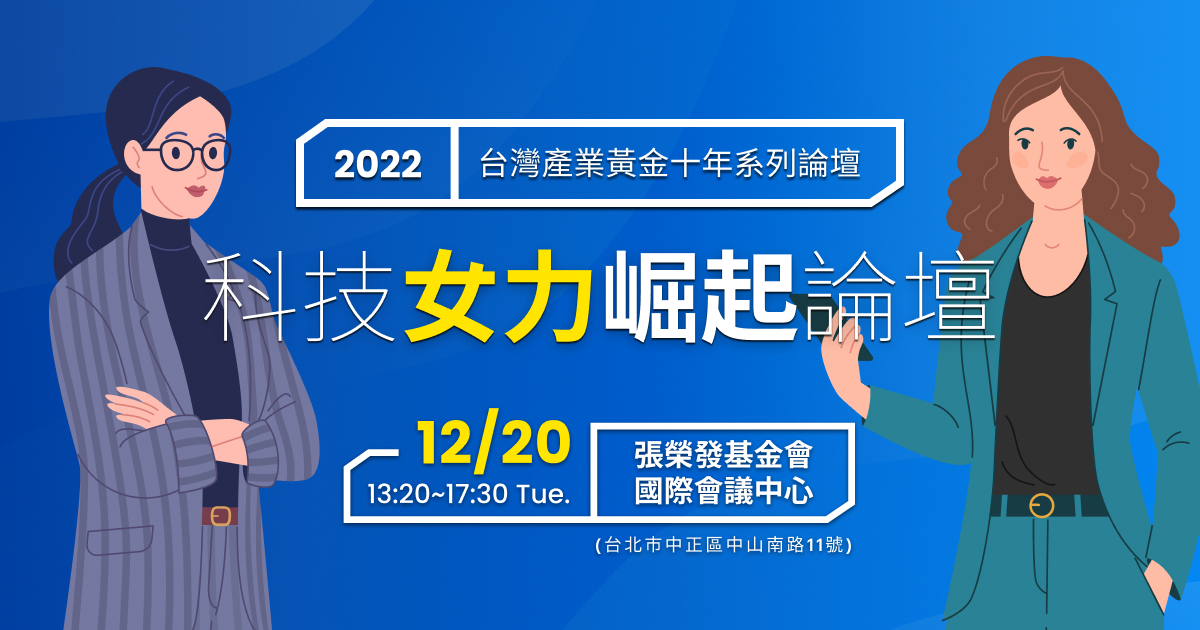 2022 台灣產業黃金十年系列論壇
科技女力崛起論壇
12/20
13:20~17:30 Tue.
張榮發基金會
國際會議中心
(台北市中正區中山南路11號)